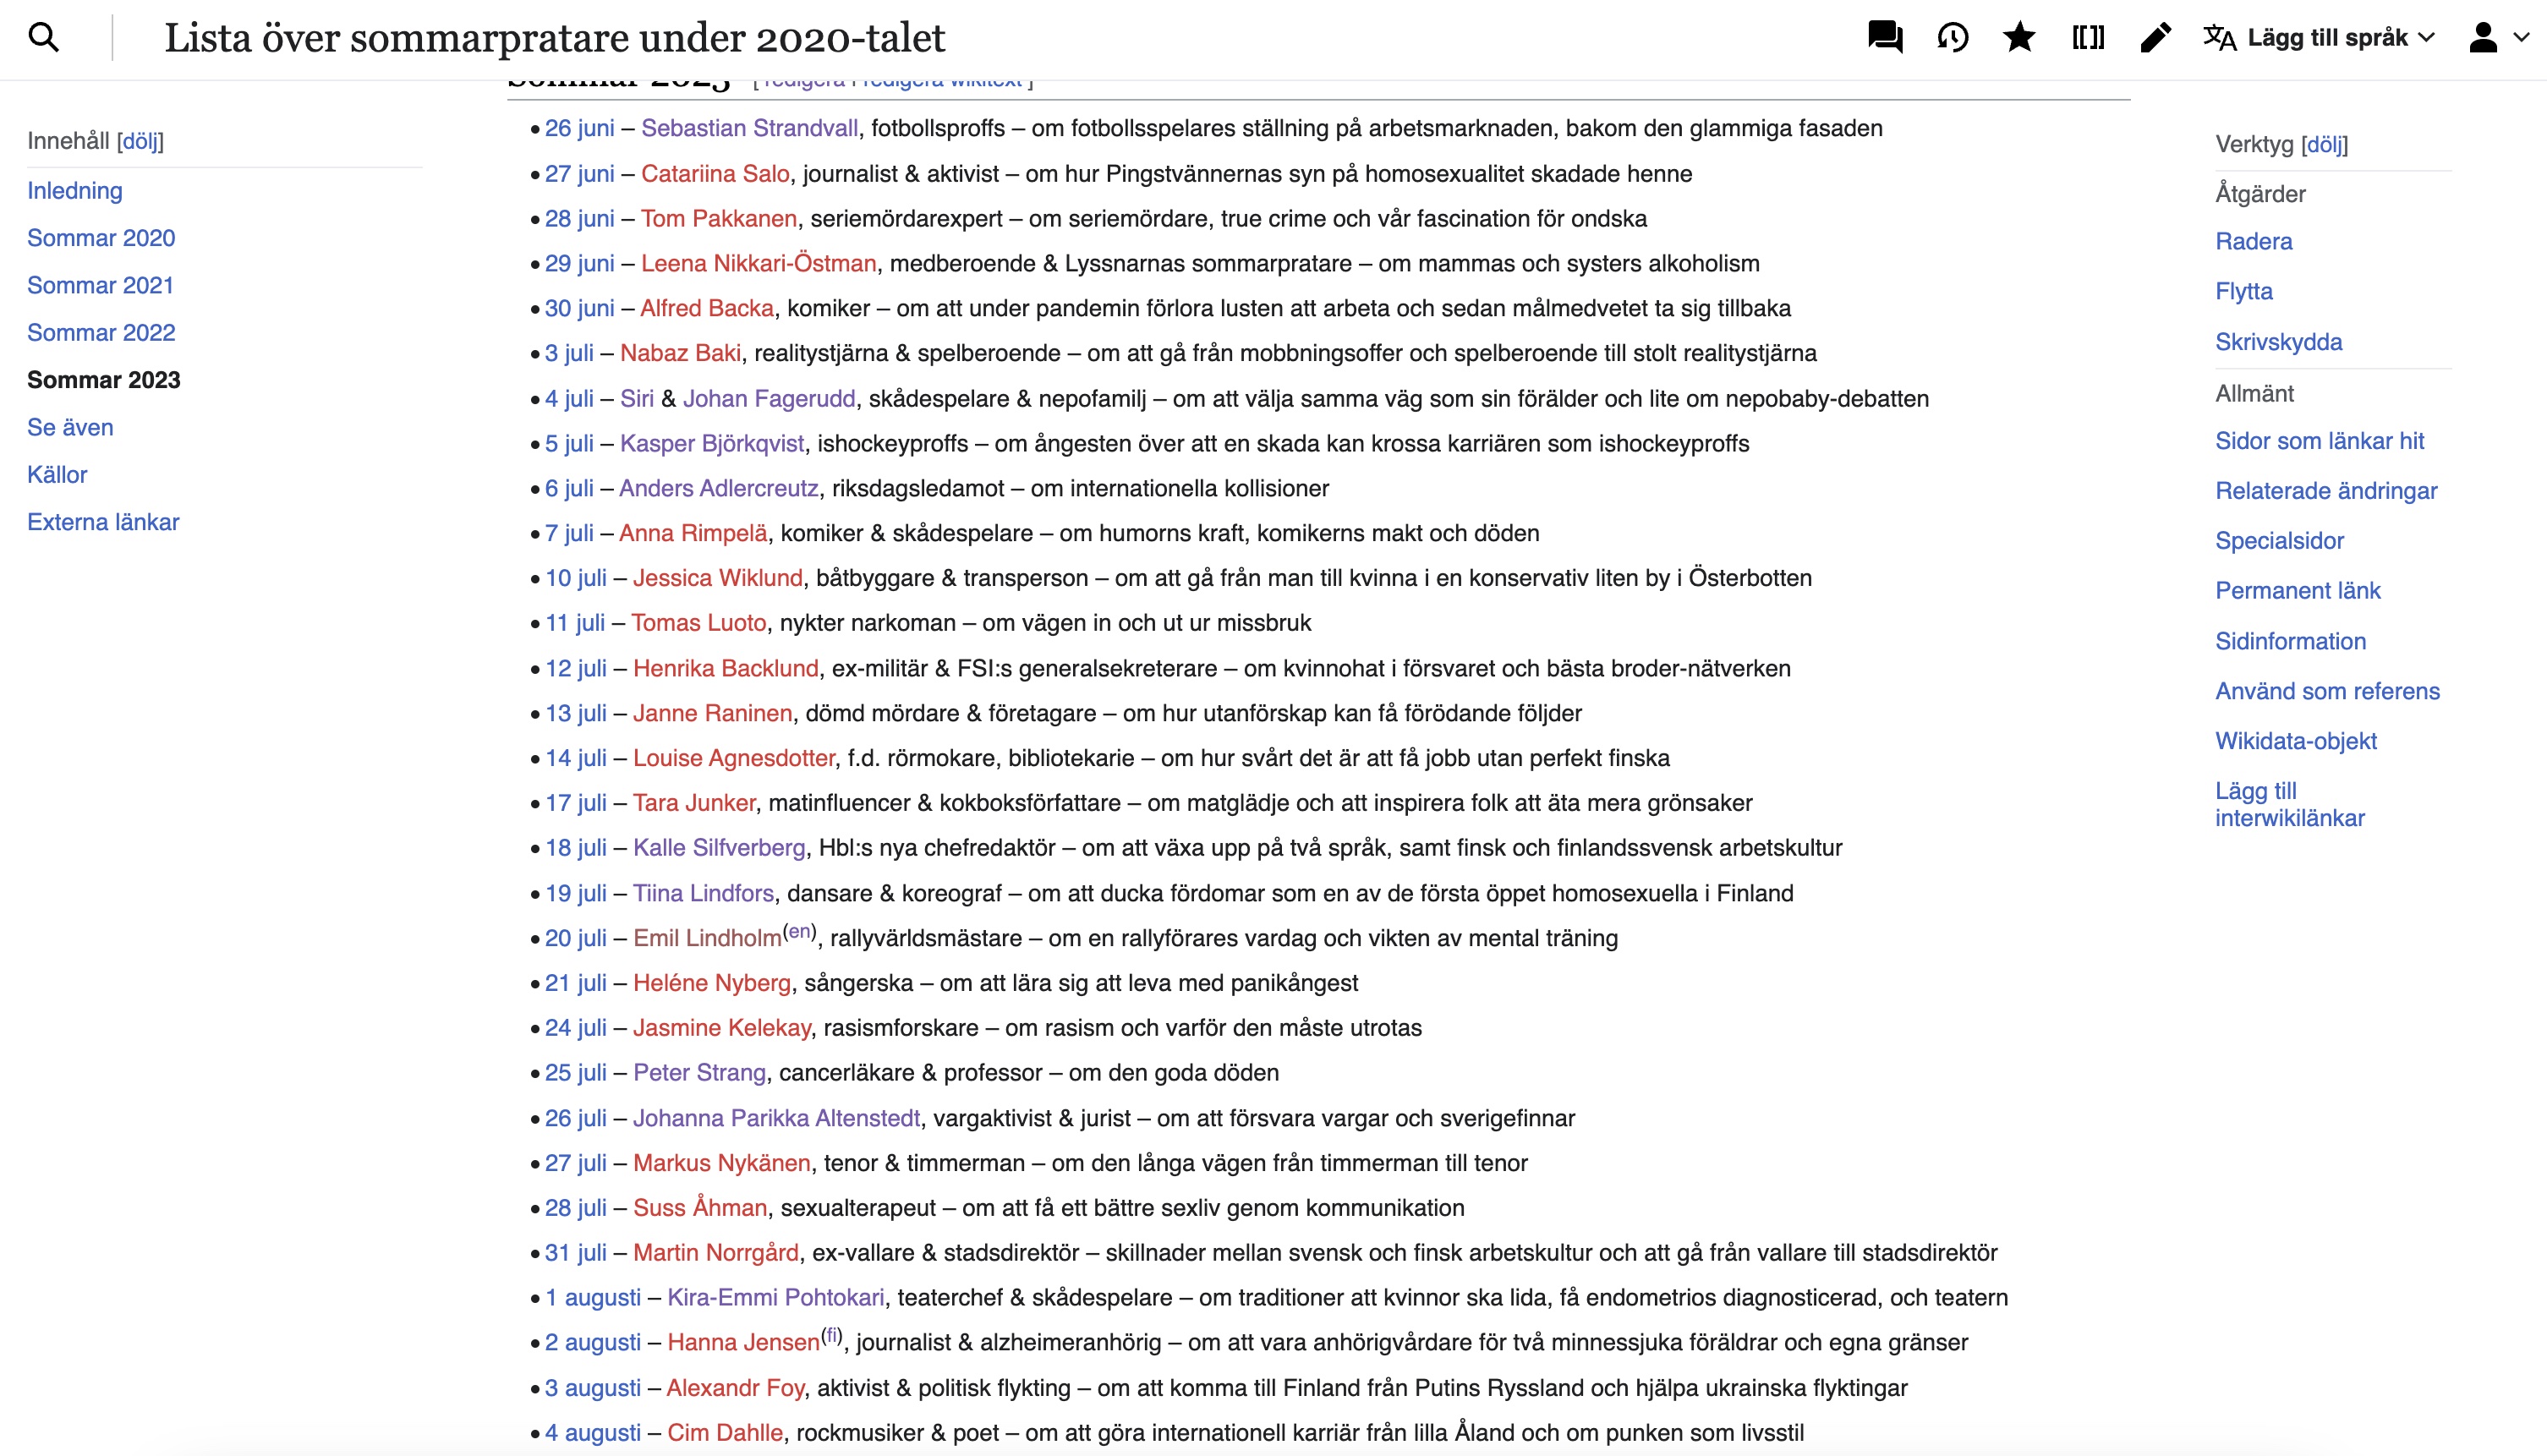 Lista över sommarpratare under 2020-talet
Lägg till språk
Sommar 2023 [ redigera | redigera wikitext ]
Innehåll [dölj]
Inledning
Sommar 2020
Sommar 2021
Sommar 2022
Sommar 2023
Se även
Källor
Externa länkar
• 26 juni – Sebastian Strandvall, fotbollsproffs – om fotbollsspelares ställning på arbetsmarknaden, bakom den glammiga fasaden
• 27 juni – Catariina Salo, journalist & aktivist – om hur Pingstvännernas syn på homosexualitet skadade henne
• 28 juni – Tom Pakkanen, seriemördarexpert – om seriemördare, true crime och vår fascination för ondska
• 29 juni – Leena Nikkari-Östman, medberoende & Lyssnarnas sommarpratare – om mammas och systers alkoholism
• 30 juni – Alfred Backa, komiker – om att under pandemin förlora lusten att arbeta och sedan målmedvetet ta sig tillbaka
• 3 juli – Nabaz Baki, realitystjärna & spelberoende – om att gå från mobbningsoffer och spelberoende till stolt realitystjärna
• 4 juli – Siri & Johan Fagerudd, skådespelare & nepofamilj – om att välja samma väg som sin förälder och lite om nepobaby-debatten
• 5 juli – Kasper Björkqvist, ishockeyproffs – om ångesten över att en skada kan krossa karriären som ishockeyproffs
• 6 juli – Anders Adlercreutz, riksdagsledamot – om internationella kollisioner
• 7 juli – Anna Rimpelä, komiker & skådespelare – om humorns kraft, komikerns makt och döden
• 10 juli – Jessica Wiklund, båtbyggare & transperson – om att gå från man till kvinna i en konservativ liten by i Österbotten
• 11 juli – Tomas Luoto, nykter narkoman – om vägen in och ut ur missbruk
• 12 juli – Henrika Backlund, ex-militär & FSI:s generalsekreterare – om kvinnohat i försvaret och bästa broder-nätverken
• 13 juli – Janne Raninen, dömd mördare & företagare – om hur utanförskap kan få förödande följder
• 14 juli – Louise Agnesdotter, f.d. rörmokare, bibliotekarie – om hur svårt det är att få jobb utan perfekt finska
• 17 juli – Tara Junker, matinfluencer & kokboksförfattare – om matglädje och att inspirera folk att äta mera grönsaker
• 18 juli – Kalle Silfverberg, Hbl:s nya chefredaktör – om att växa upp på två språk, samt finsk och finlandssvensk arbetskultur
• 19 juli – Tiina Lindfors, dansare & koreograf – om att ducka fördomar som en av de första öppet homosexuella i Finland
• 20 juli – Emil Lindholm(en), rallyvärldsmästare – om en rallyförares vardag och vikten av mental träning
• 21 juli – Heléne Nyberg, sångerska – om att lära sig att leva med panikångest
• 24 juli – Jasmine Kelekay, rasismforskare – om rasism och varför den måste utrotas
• 25 juli – Peter Strang, cancerläkare & professor – om den goda döden
• 26 juli – Johanna Parikka Altenstedt, vargaktivist & jurist – om att försvara vargar och sverigefinnar
• 27 juli – Markus Nykänen, tenor & timmerman – om den långa vägen från timmerman till tenor
• 28 juli – Suss Åhman, sexualterapeut – om att få ett bättre sexliv genom kommunikation
• 31 juli – Martin Norrgård, ex-vallare & stadsdirektör – skillnader mellan svensk och finsk arbetskultur och att gå från vallare till stadsdirektör
• 1 augusti – Kira-Emmi Pohtokari, teaterchef & skådespelare – om traditioner att kvinnor ska lida, få endometrios diagnosticerad, och teatern
• 2 augusti – Hanna Jensen(fi), journalist & alzheimeranhörig – om att vara anhörigvårdare för två minnessjuka föräldrar och egna gränser
• 3 augusti – Alexandr Foy, aktivist & politisk flykting – om att komma till Finland från Putins Ryssland och hjälpa ukrainska flyktingar
• 4 augusti – Cim Dahlle, rockmusiker & poet – om att göra internationell karriär från lilla Åland och om punken som livsstil
Verktyg [dölj]
Åtgärder
Radera
Flytta
Skrivskydda
Allmänt
Sidor som länkar hit
Relaterade ändringar
Specialsidor
Permanent länk
Sidinformation
Använd som referens
Wikidata-objekt
Lägg till
interwikilänkar